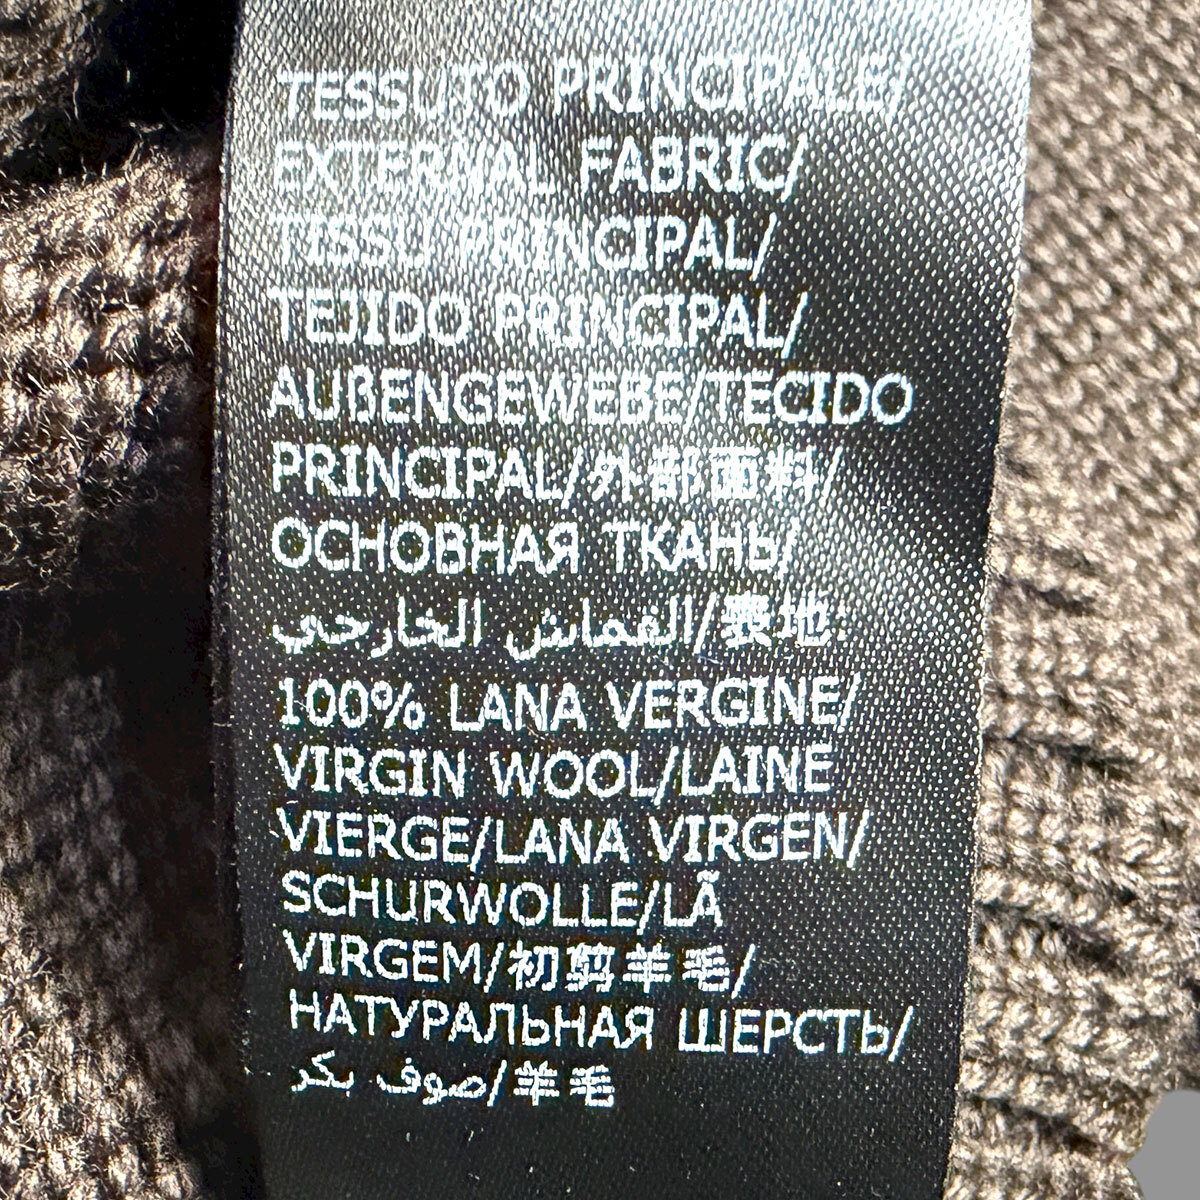 TESSUTO PRINCIPALE/
EXTERNAL FABRIC/
TISSU PRINCIPAL/
TEJIDO PRINCIPAL/
AUßENGEWEBE/TECIDO
PRINCIPAL/外部面料/
ОСНОВНАЯ ТКАНЬ/
القماش الخارجي/表地
100% LANA VERGINE/
VIRGIN WOOL/LAINE
VIERGE/LANA VIRGEN/
SCHURWOLLE/LÃ
VIRGEM/初剪羊毛/
НАТУРАЛЬНАЯ ШЕРСТЬ/
صوف بكر/羊毛